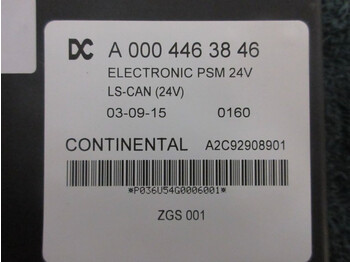 DC A 000 446 38 46
ELECTRONIC PSM 24V
LS-CAN (24V)
03-09-15 0160
CONTINENTAL A2C92908901
*P036U54G0006001*
ZGS 001